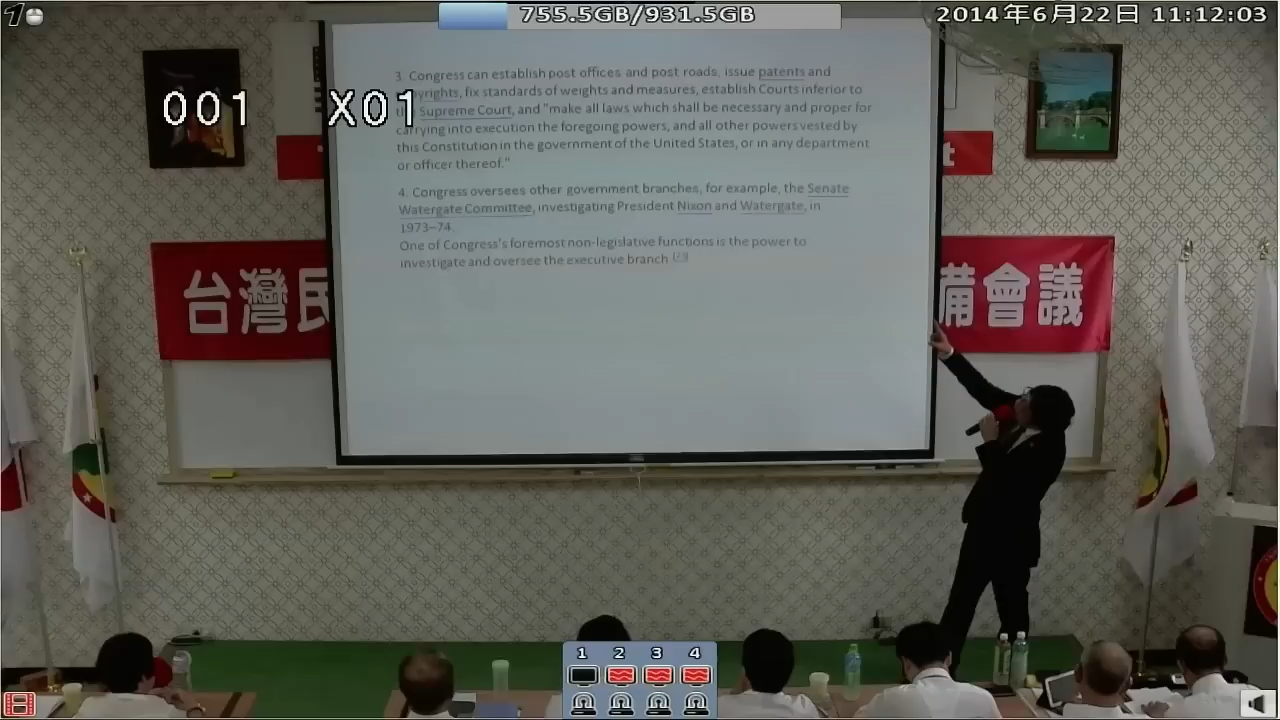 755.5GB/931.5GB
2014年6月22日 11:12:03
001 X01
3. Congress can establish post offices and post roads, issue patents and
fix standards of weights and measures, establish Courts inferior to
Supreme Court, and "make all laws which shall be necessary and proper for
carrying into execution the foregoing powers, and all other powers vested by
this Constitution in the government of the United States, or in any department
or officer thereof."
4. Congress oversees other government branches, for example, the Senate
Watergate Committee, investigating President Nixon and Watergate, in
1973–74.
One of Congress's foremost non-legislative functions is the power to
investigate and oversee the executive branch
台灣民
備會議
1 2 3 4